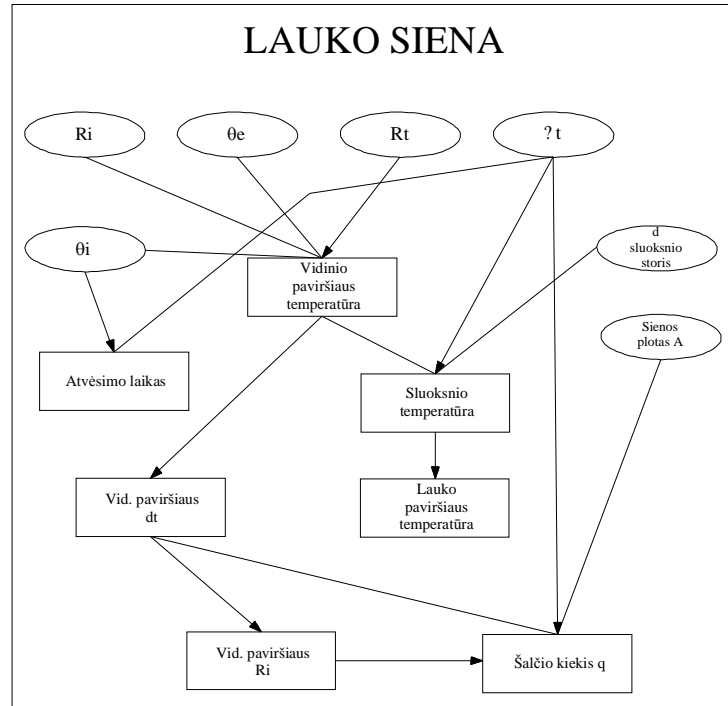 LAUKO SIENA
Ri
θe
Rt
? t
θi
d
sluoksnio
storis
Vidinio
paviršiaus
temperatūra
Sienos
plotas A
Atvėsimo laikas
Sluoksnio
temperatūra
Vid. paviršiaus
dt
Lauko
paviršiaus
temperatūra
Vid. paviršiaus
Ri
Šalčio kiekis q